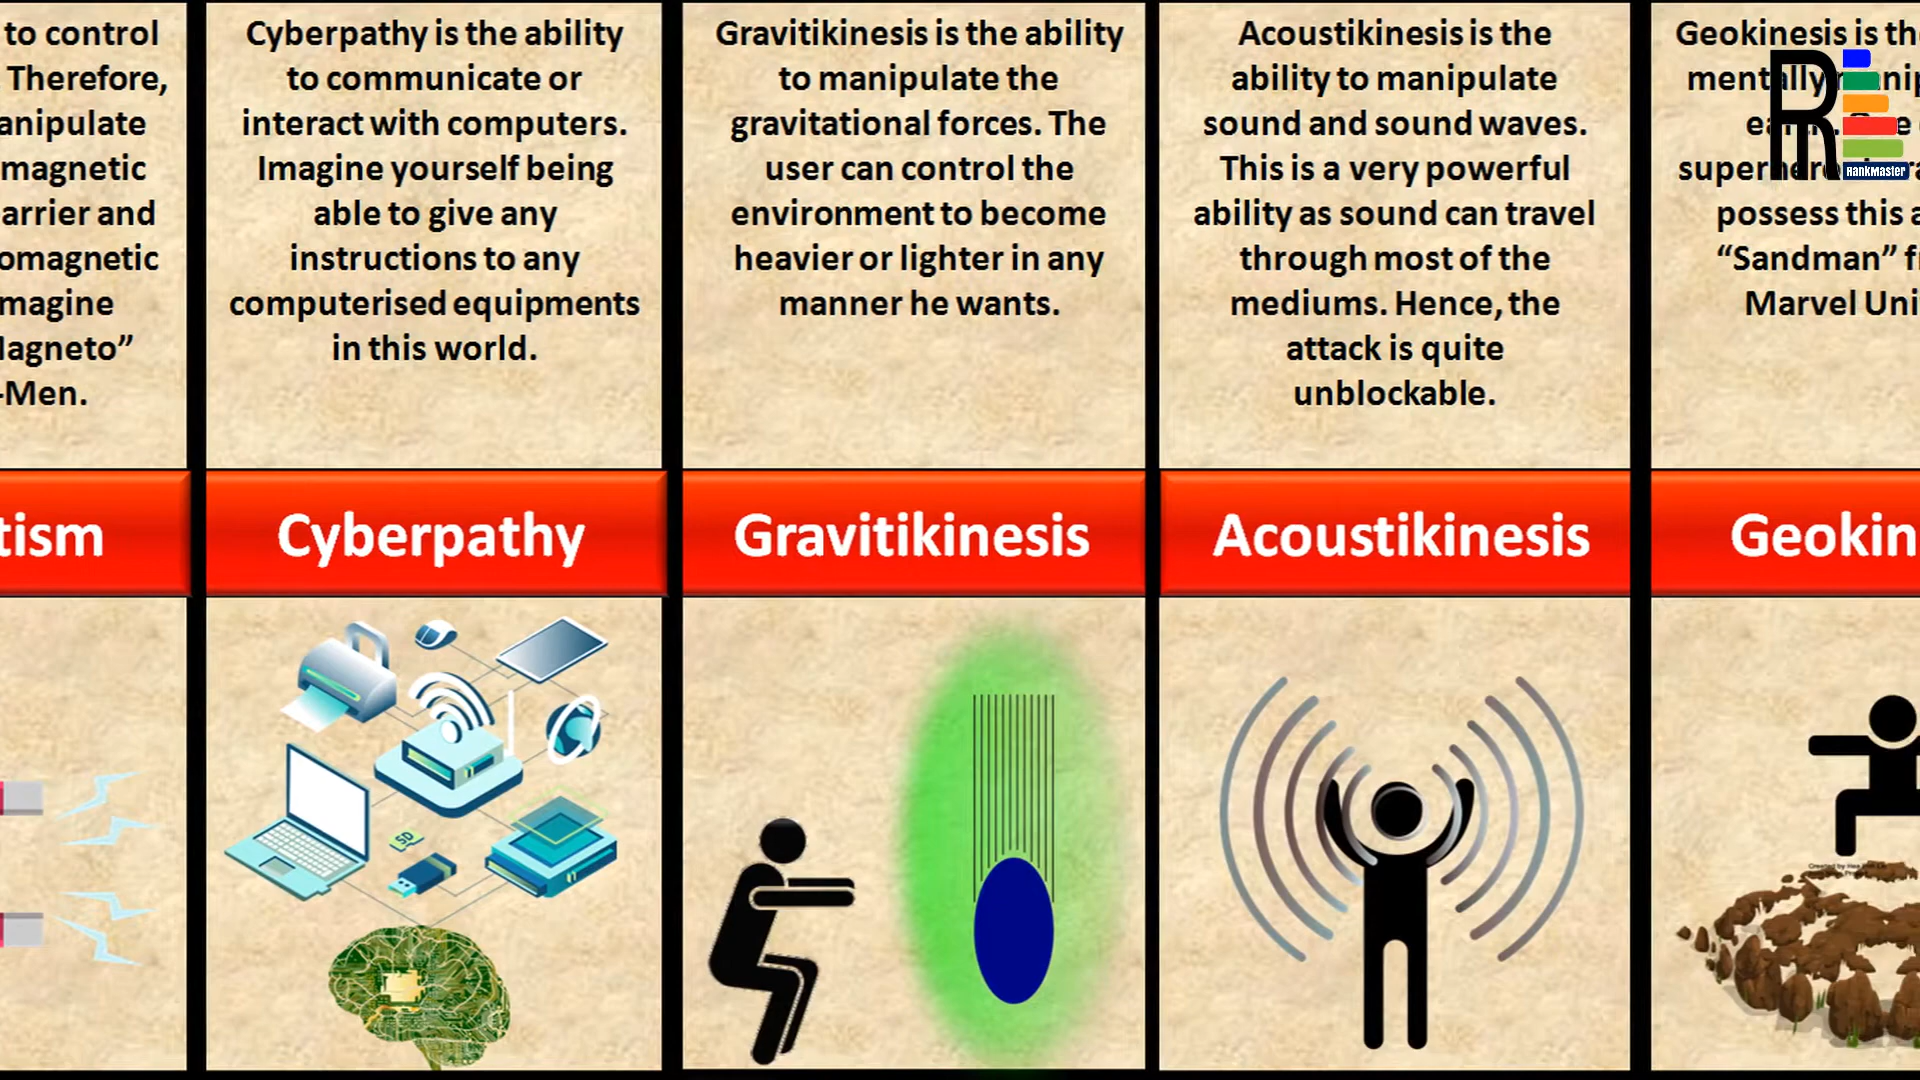 to control
Therefore,
anipulate
magnetic
arrier and
omagnetic
magine
lagneto”
-Men.
tism
Cyberpathy is the ability
to communicate or
interact with computers.
Imagine yourself being
able to give any
instructions to any
computerised equipments
in this world.
Cyberpathy
SD
Gravitikinesis is the ability
to manipulate the
gravitational forces. The
user can control the
environment to become
heavier or lighter in any
manner he wants.
Gravitikinesis
Acoustikinesis is the
ability to manipulate
sound and sound waves.
This is a very powerful
ability as sound can travel
through most of the
mediums. Hence, the
attack is quite
unblockable.
Acoustikinesis
Geokinesis is the
mentally
possess this a
“Sandman” f
Marvel Uni
Geokin
RM
RankMaster